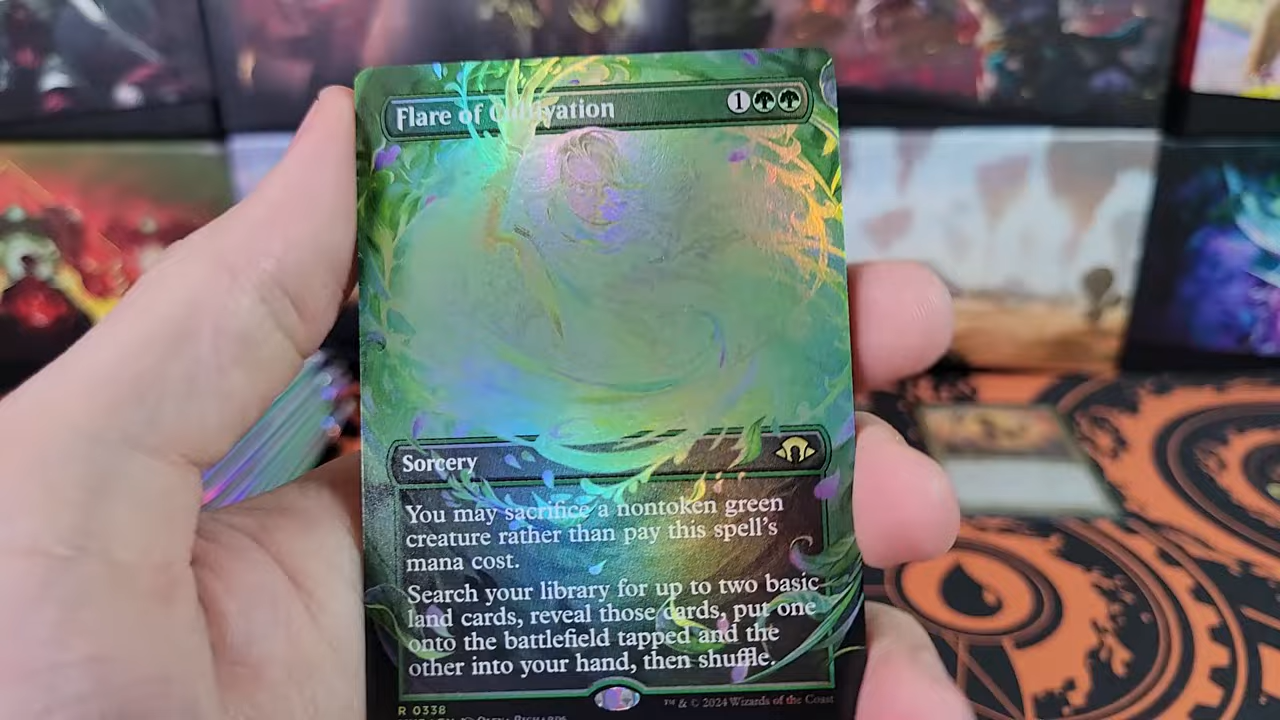 Flare of Cultivation
1
Sorcery
You may sacrifice a nontoken green
creature rather than pay this spell's
mana cost.
Search your library for up to two basic
land cards, reveal those cards, put one
onto the battlefield tapped and the
other into your hand, then shuffle.
R 0338
™ & © 2024 Wizards of the Coast